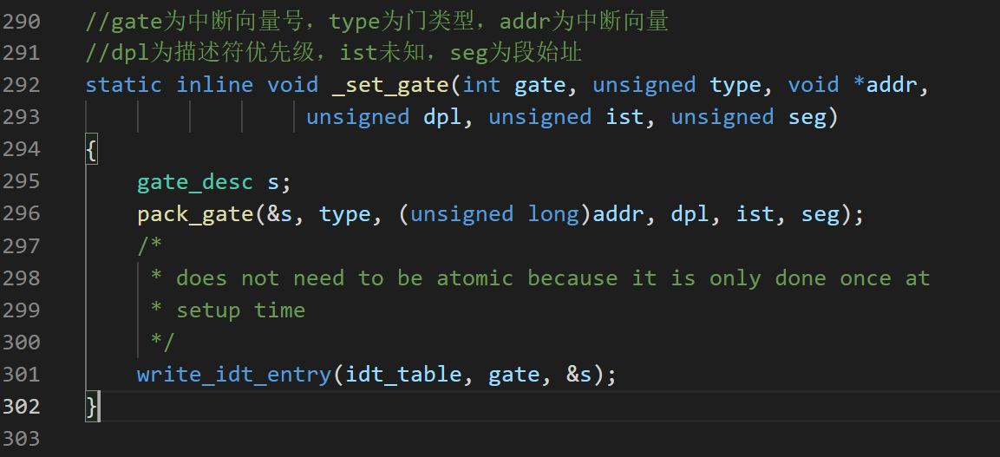 290 //gate为中断向量号，type为门类型，addr为中断向量
291 //dpl为描述符优先级，ist未知，seg为段始址
292 static inline void _set_gate(int gate, unsigned type, void *addr,
293 unsigned dpl, unsigned ist, unsigned seg)
294 {
295 gate_desc s;
296 pack_gate(&s, type, (unsigned long)addr, dpl, ist, seg);
297 /*
298 * does not need to be atomic because it is only done once at
299 * setup time
300 */
301 write_idt_entry(idt_table, gate, &s);
302 }
303